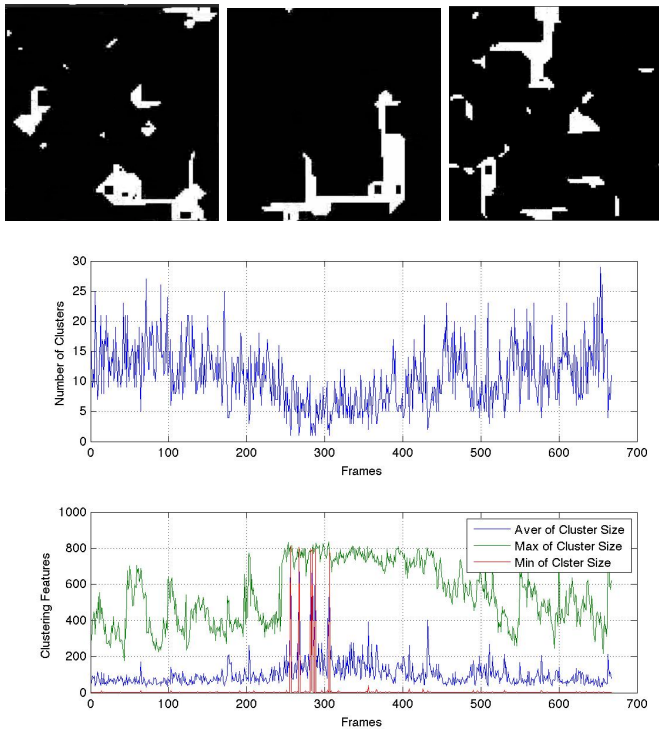 30
25
20
15
10
5
0
Number of Clusters
0 100 200 300 400 500 600 700
Frames
1000
800
600
400
200
0
Clustering Features
Aver of Cluster Size
Max of Cluster Size
Min of Clster Size
0 100 200 300 400 500 600 700
Frames